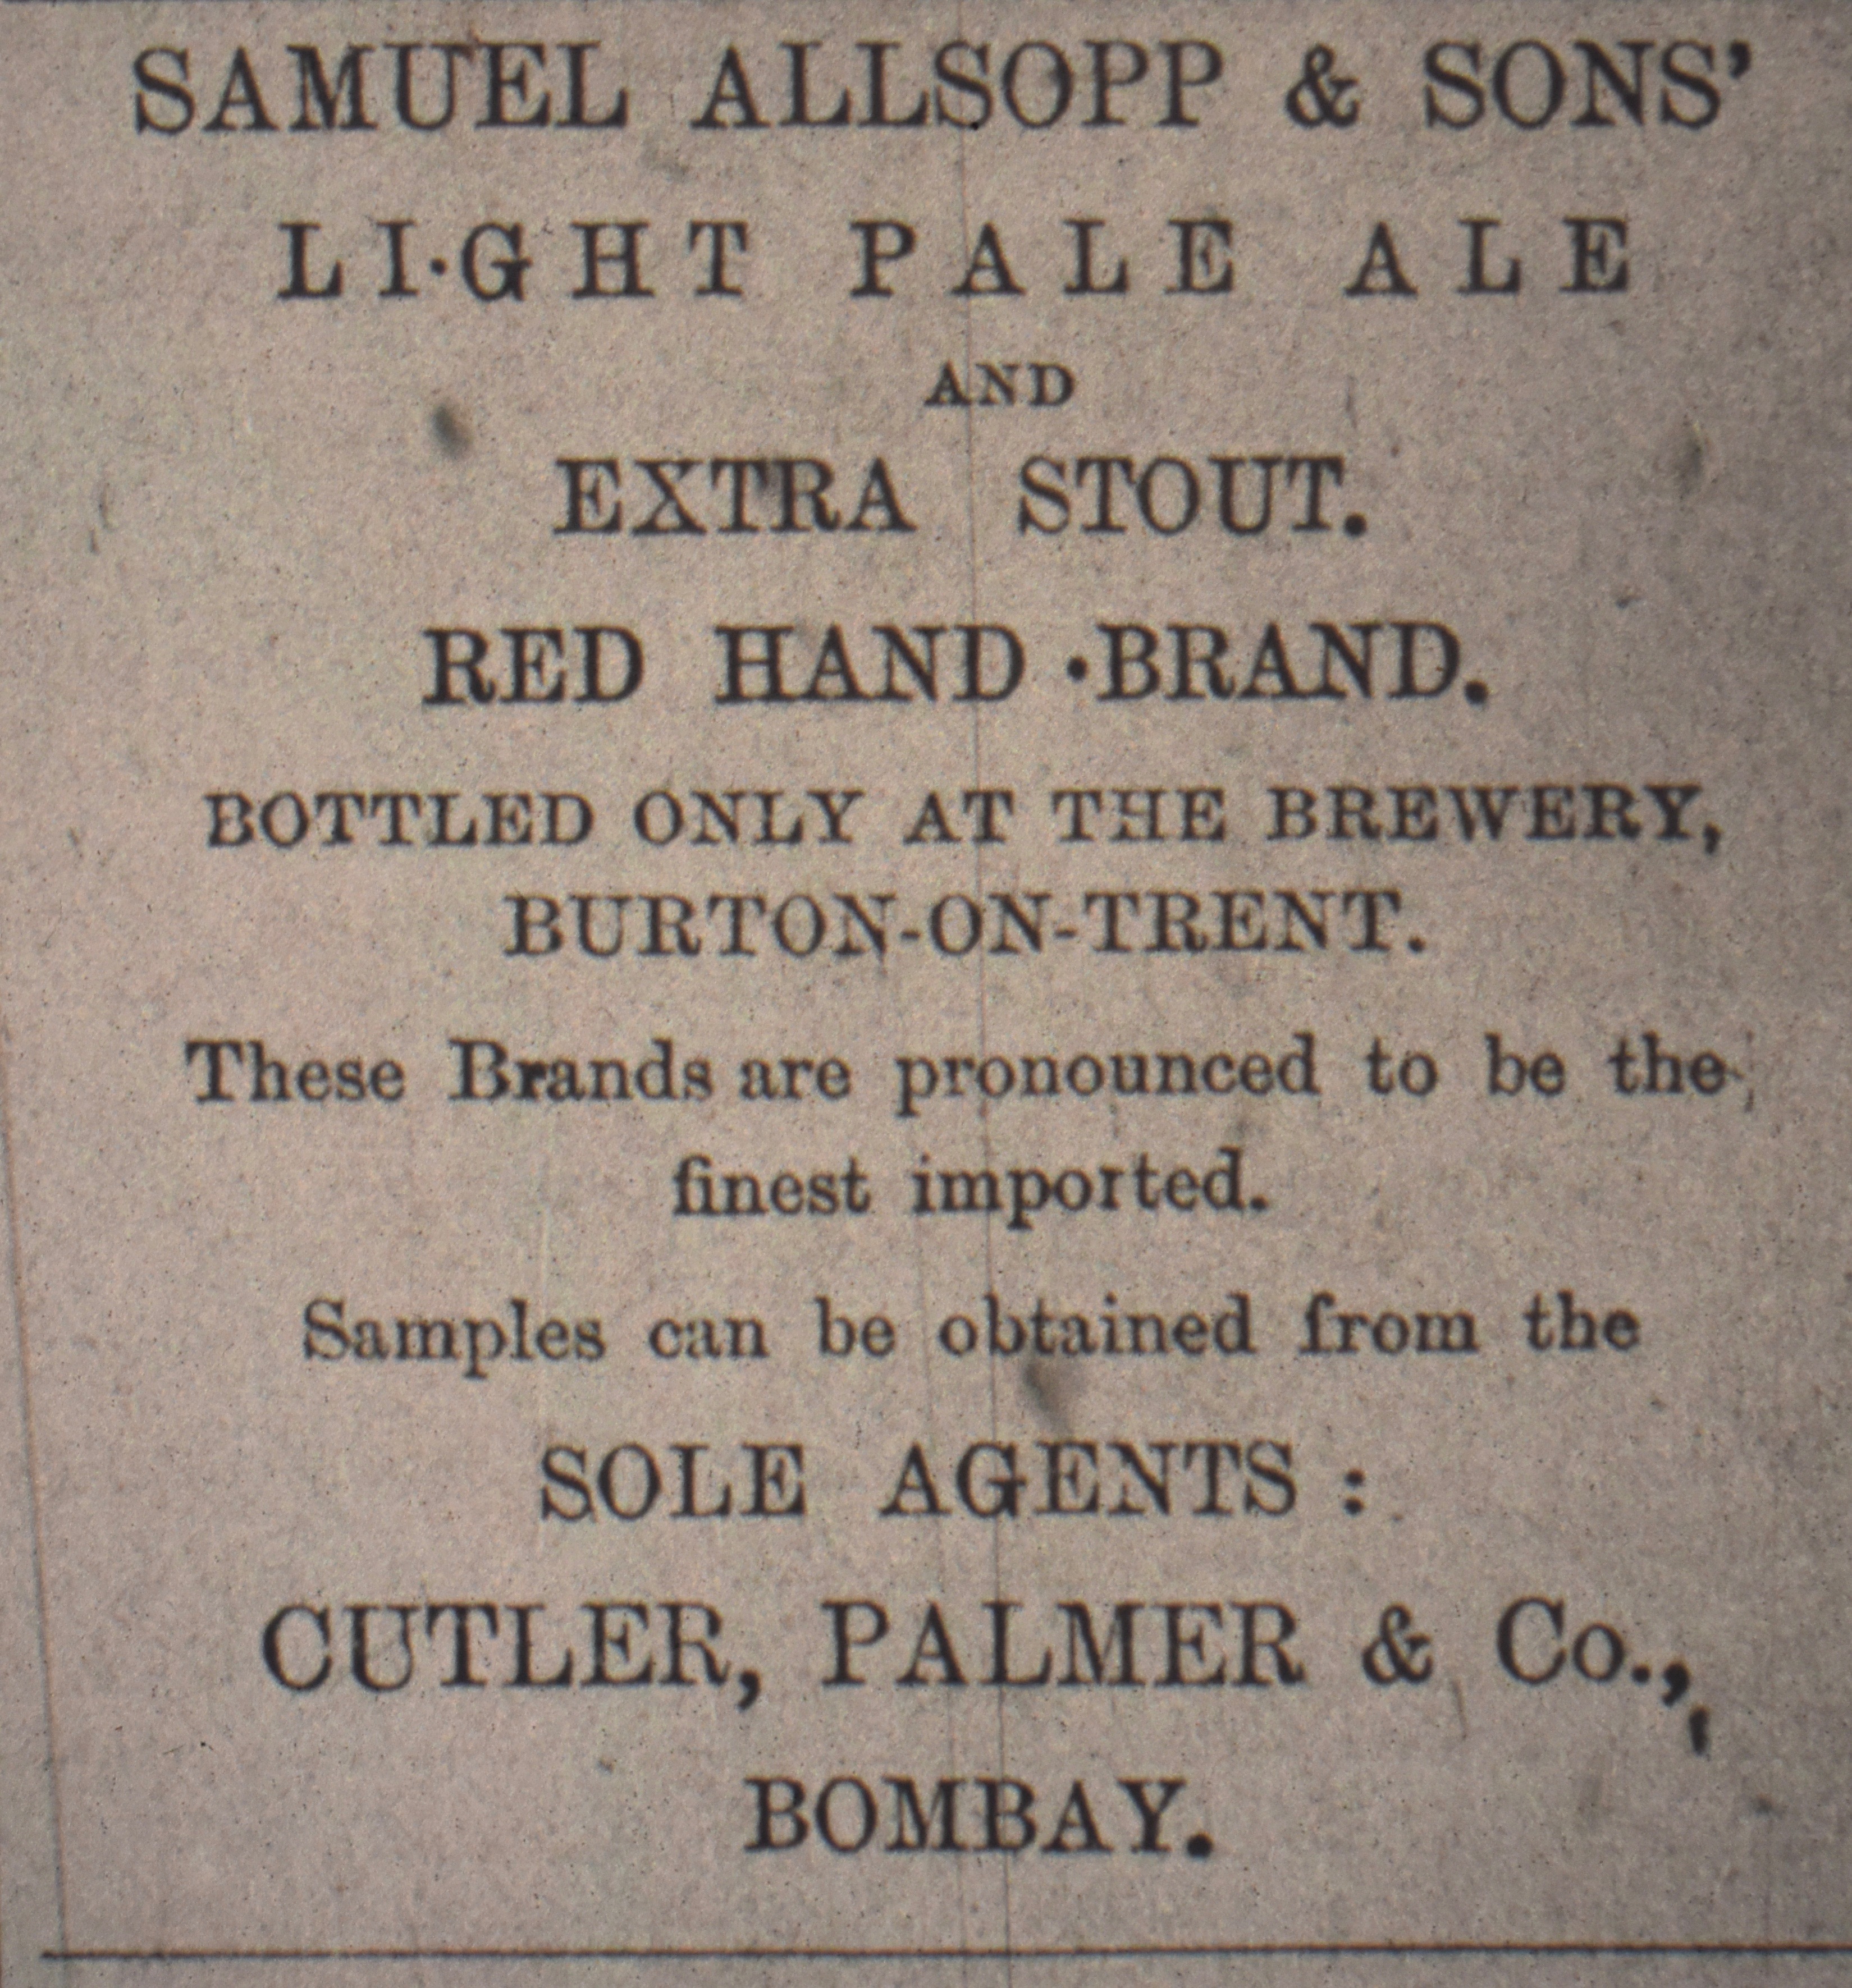 SAMUEL ALLSOPP & SONS'
LI·GHT PALE ALE
AND
EXTRA STOUT.
RED HAND ·BRAND.
BOTTLED ONLY AT THE BREWERY,
BURTON-ON-TRENT.
These Brands are pronounced to be the
finest imported.
Samples can be obtained from the
SOLE AGENTS :
CUTLER, PALMER & Co.,
BOMBAY.